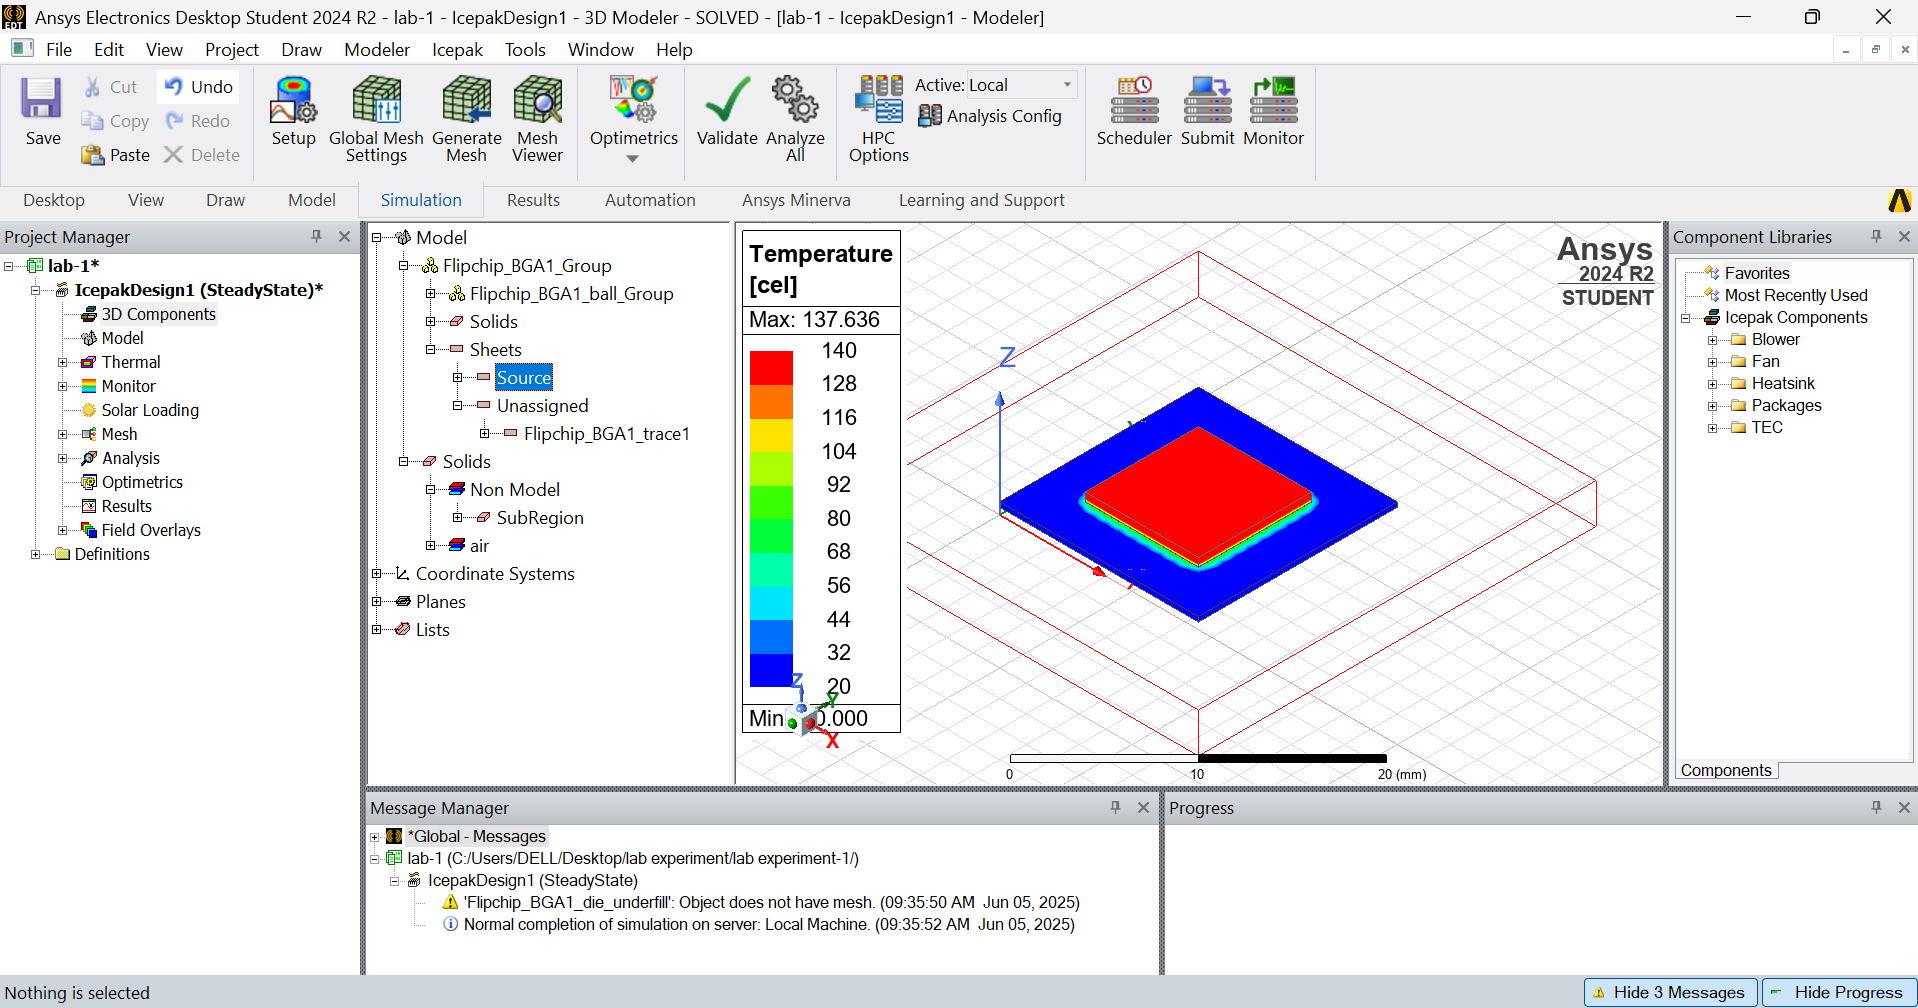 Ansys Electronics Desktop Student 2024 R2 - lab-1 - IcepakDesign1 - 3D Modeler - SOLVED - [lab-1 - IcepakDesign1 - Modeler]
File Edit View Project Draw Modeler Icepak Tools Window Help
Save
Cut
Copy
Paste
Undo
Redo
Delete
Setup
Global Mesh Settings
Generate Mesh
Mesh Viewer
Optimetrics
Validate
Analyze All
HPC Options
Active: Local
Analysis Config
Scheduler
Submit
Monitor
Desktop View Draw Model Simulation Results Automation Ansys Minerva Learning and Support
Project Manager
lab-1*
IcepakDesign1 (SteadyState)*
3D Components
Model
Thermal
Monitor
Solar Loading
Mesh
Analysis
Optimetrics
Results
Field Overlays
Definitions
Model
Flipchip_BGA1_Group
Flipchip_BGA1_ball_Group
Solids
Sheets
Source
Unassigned
Flipchip_BGA1_trace1
Solids
Non Model
SubRegion
air
Coordinate Systems
Planes
Lists
Temperature
[cel]
Max: 137.636
140
128
116
104
92
80
68
56
44
32
20
Min
0.000
Z
Y
X
Z
Ansys
2024 R2
STUDENT
0 10 20 (mm)
Component Libraries
Favorites
Most Recently Used
Icepak Components
Blower
Fan
Heatsink
Packages
TEC
Components
Message Manager
*Global - Messages
lab-1 (C:/Users/DELL/Desktop/lab experiment/lab experiment-1/)
IcepakDesign1 (SteadyState)
'Flipchip_BGA1_die_underfill': Object does not have mesh. (09:35:50 AM Jun 05, 2025)
Normal completion of simulation on server: Local Machine. (09:35:52 AM Jun 05, 2025)
Progress
Nothing is selected
Hide 3 Messages
Hide Progress